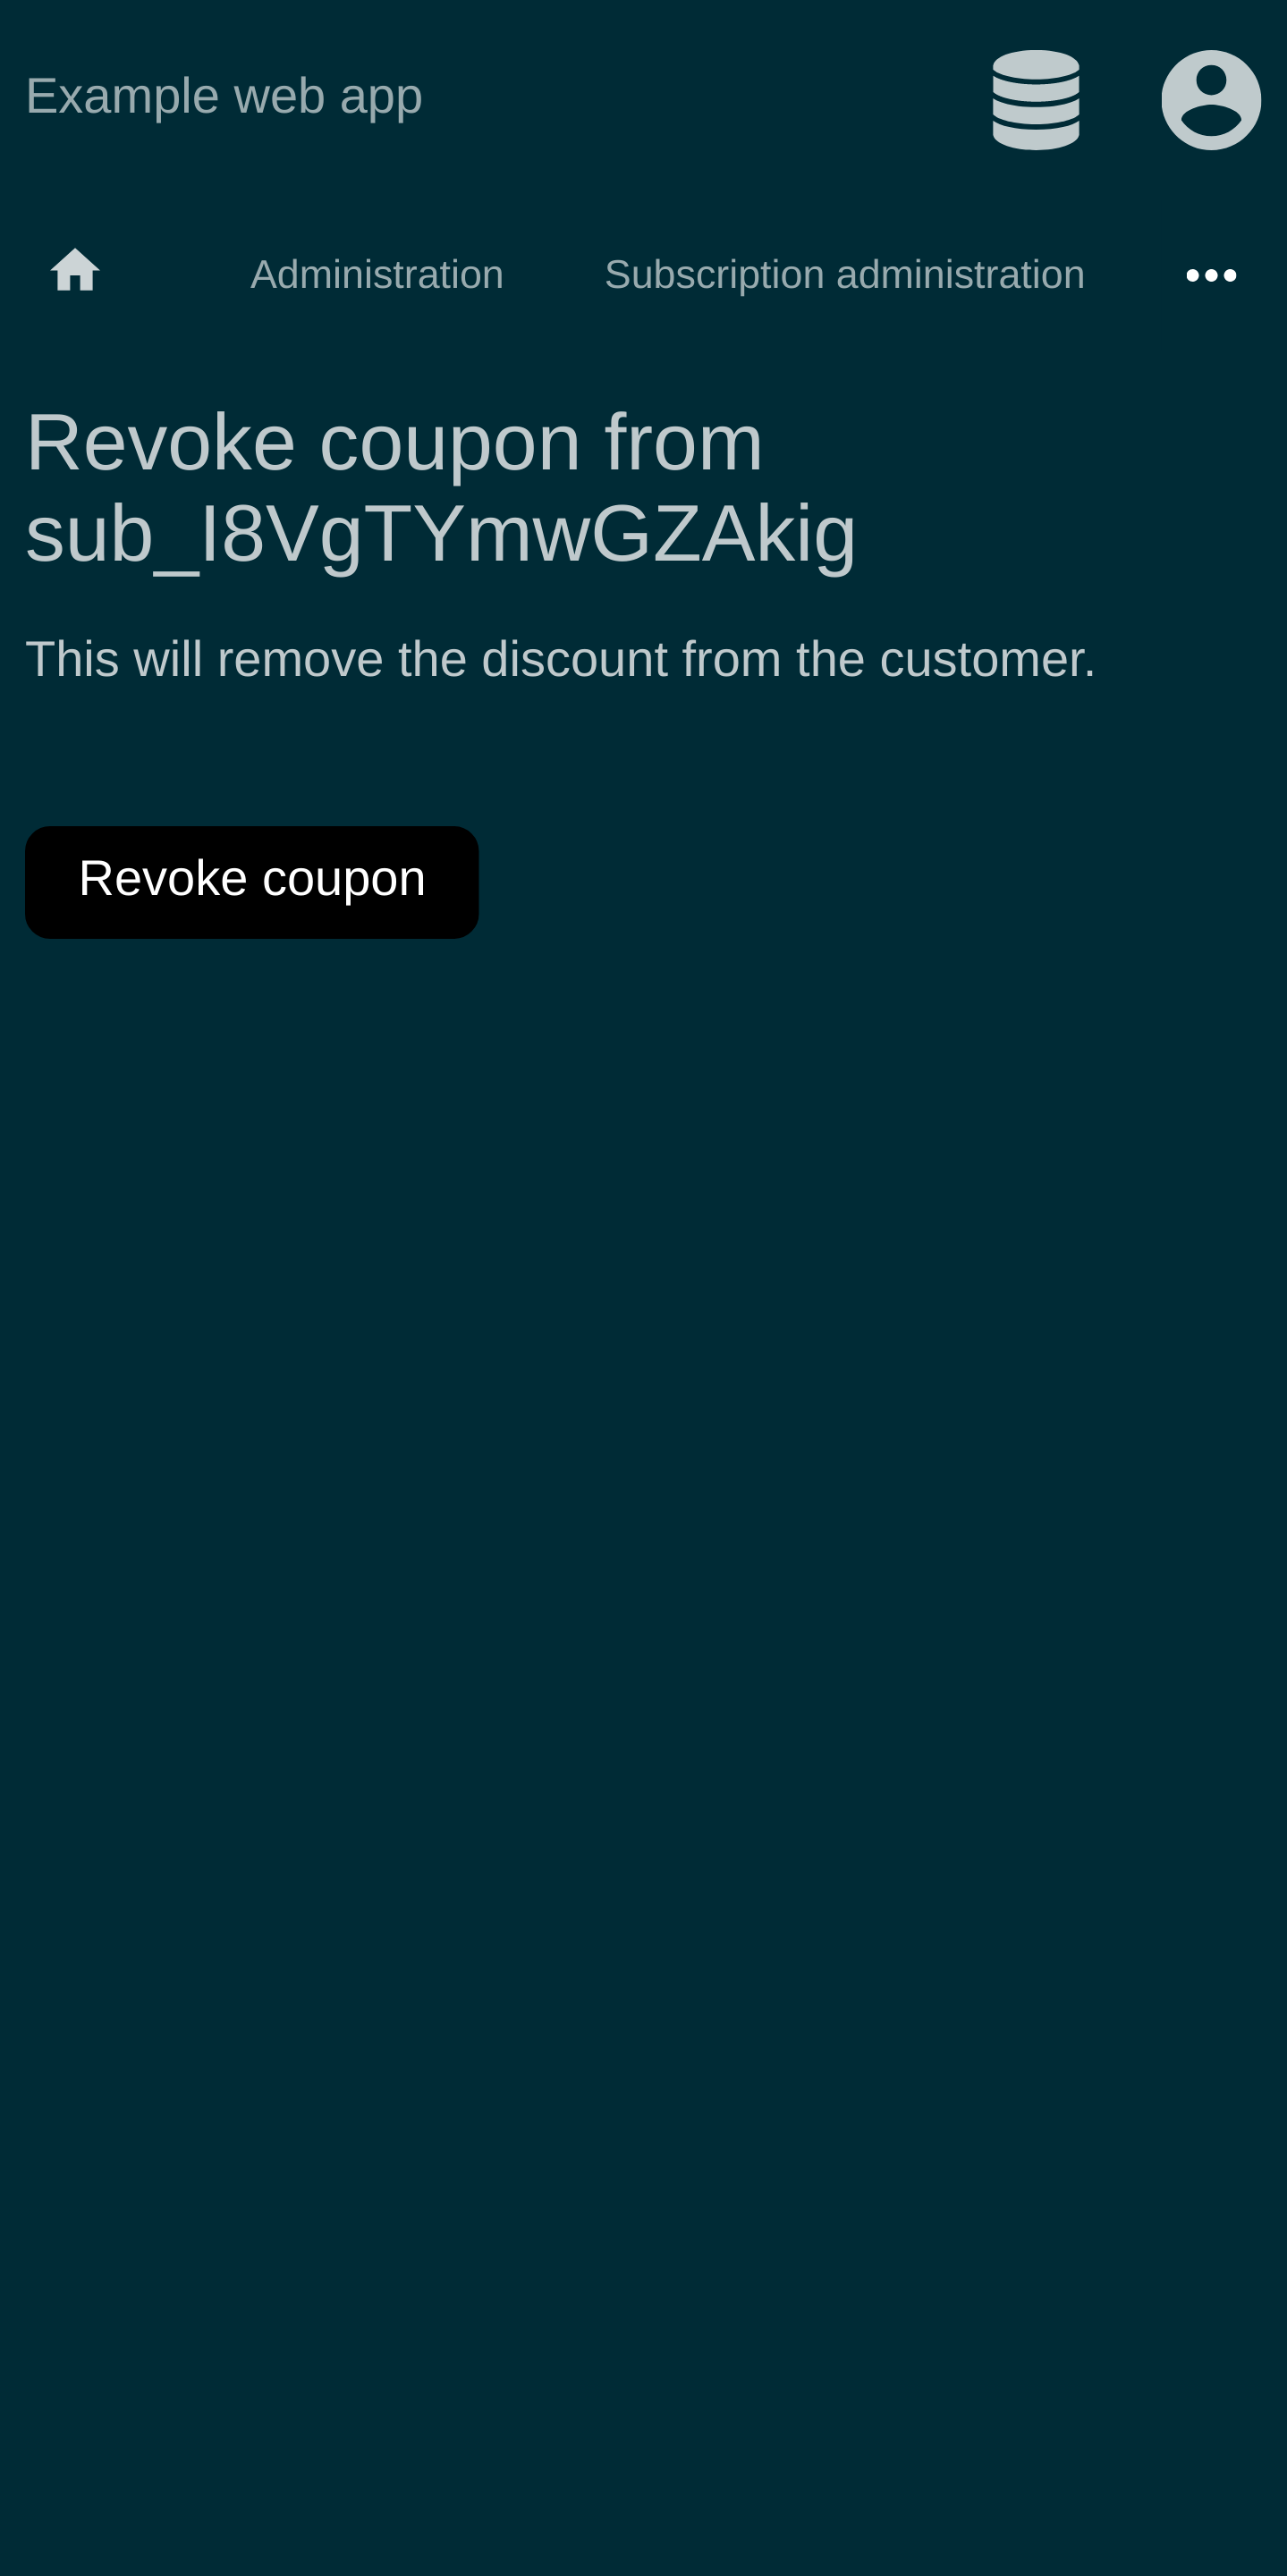 Example web app
Administration Subscription administration
Revoke coupon from
sub_I8VgTYmwGZAkig
This will remove the discount from the customer.
Revoke coupon